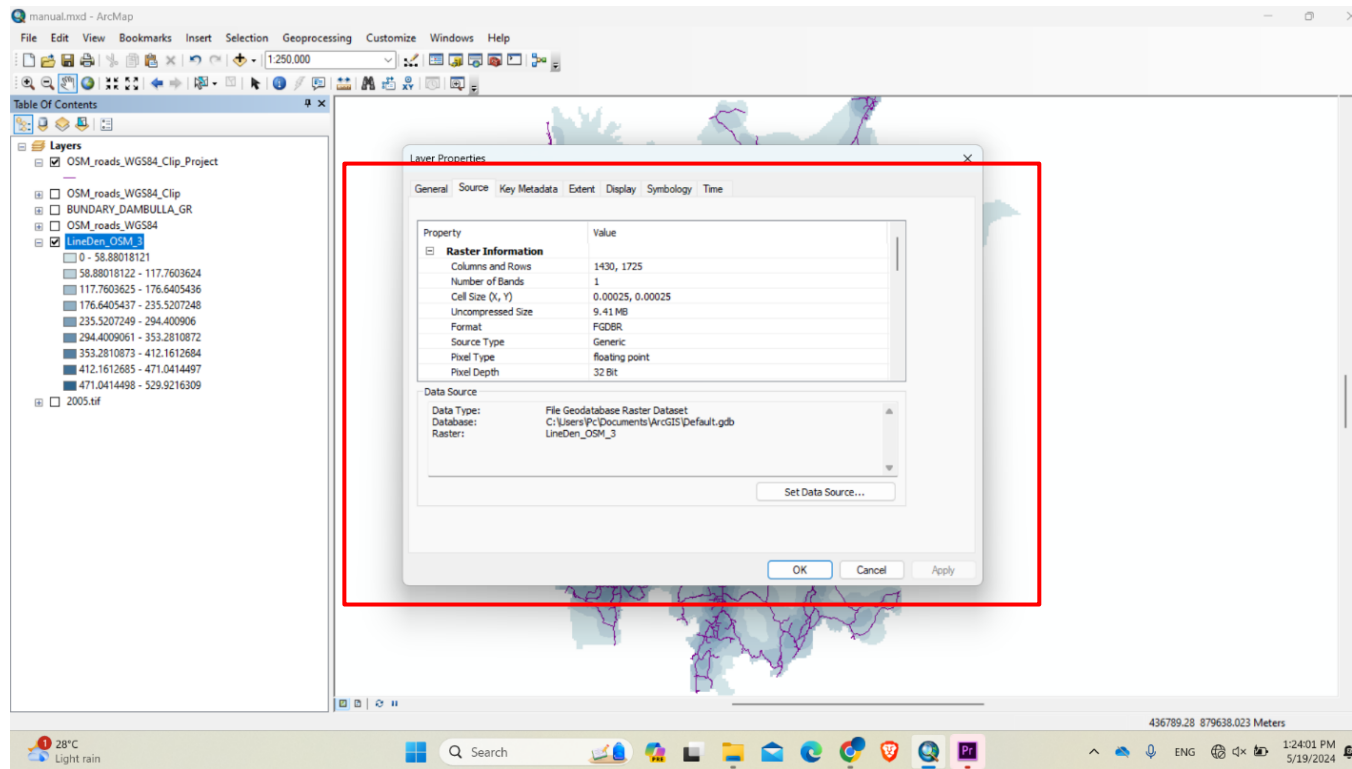 manual.mxd - ArcMap
File Edit View Bookmarks Insert Selection Geoprocessing Customize Windows Help
1:250.000
Table Of Contents
Layers
OSM_roads_WGS84_Clip_Project
OSM_roads_WGS84_Clip
BUNDARY_DAMBULLA_GR
OSM_roads_WGS84
LineDen_OSM_3
0 - 58.88018121
58.88018122 - 117.7603624
117.7603625 - 176.6405436
176.6405437 - 235.5207248
235.5207249 - 294.400906
294.4009061 - 353.2810872
353.2810873 - 412.1612684
412.1612685 - 471.0414497
471.0414498 - 529.9216309
2005.tif
Layer Properties
General Source Key Metadata Extent Display Symbology Time
Property Value
Raster Information
Columns and Rows 1430, 1725
Number of Bands 1
Cell Size (X, Y) 0.00025, 0.00025
Uncompressed Size 9.41 MB
Format FGDBR
Source Type Generic
Pixel Type floating point
Pixel Depth 32 Bit
Data Source
Data Type: File Geodatabase Raster Dataset
Database: C:\Users\Pc\Documents\ArcGIS\Default.gdb
Raster: LineDen_OSM_3
Set Data Source...
OK Cancel Apply
436789.28 879638.023 Meters
1
28°C
Light rain
Search
PRE
Pr
ENG
1:24:01 PM
5/19/2024